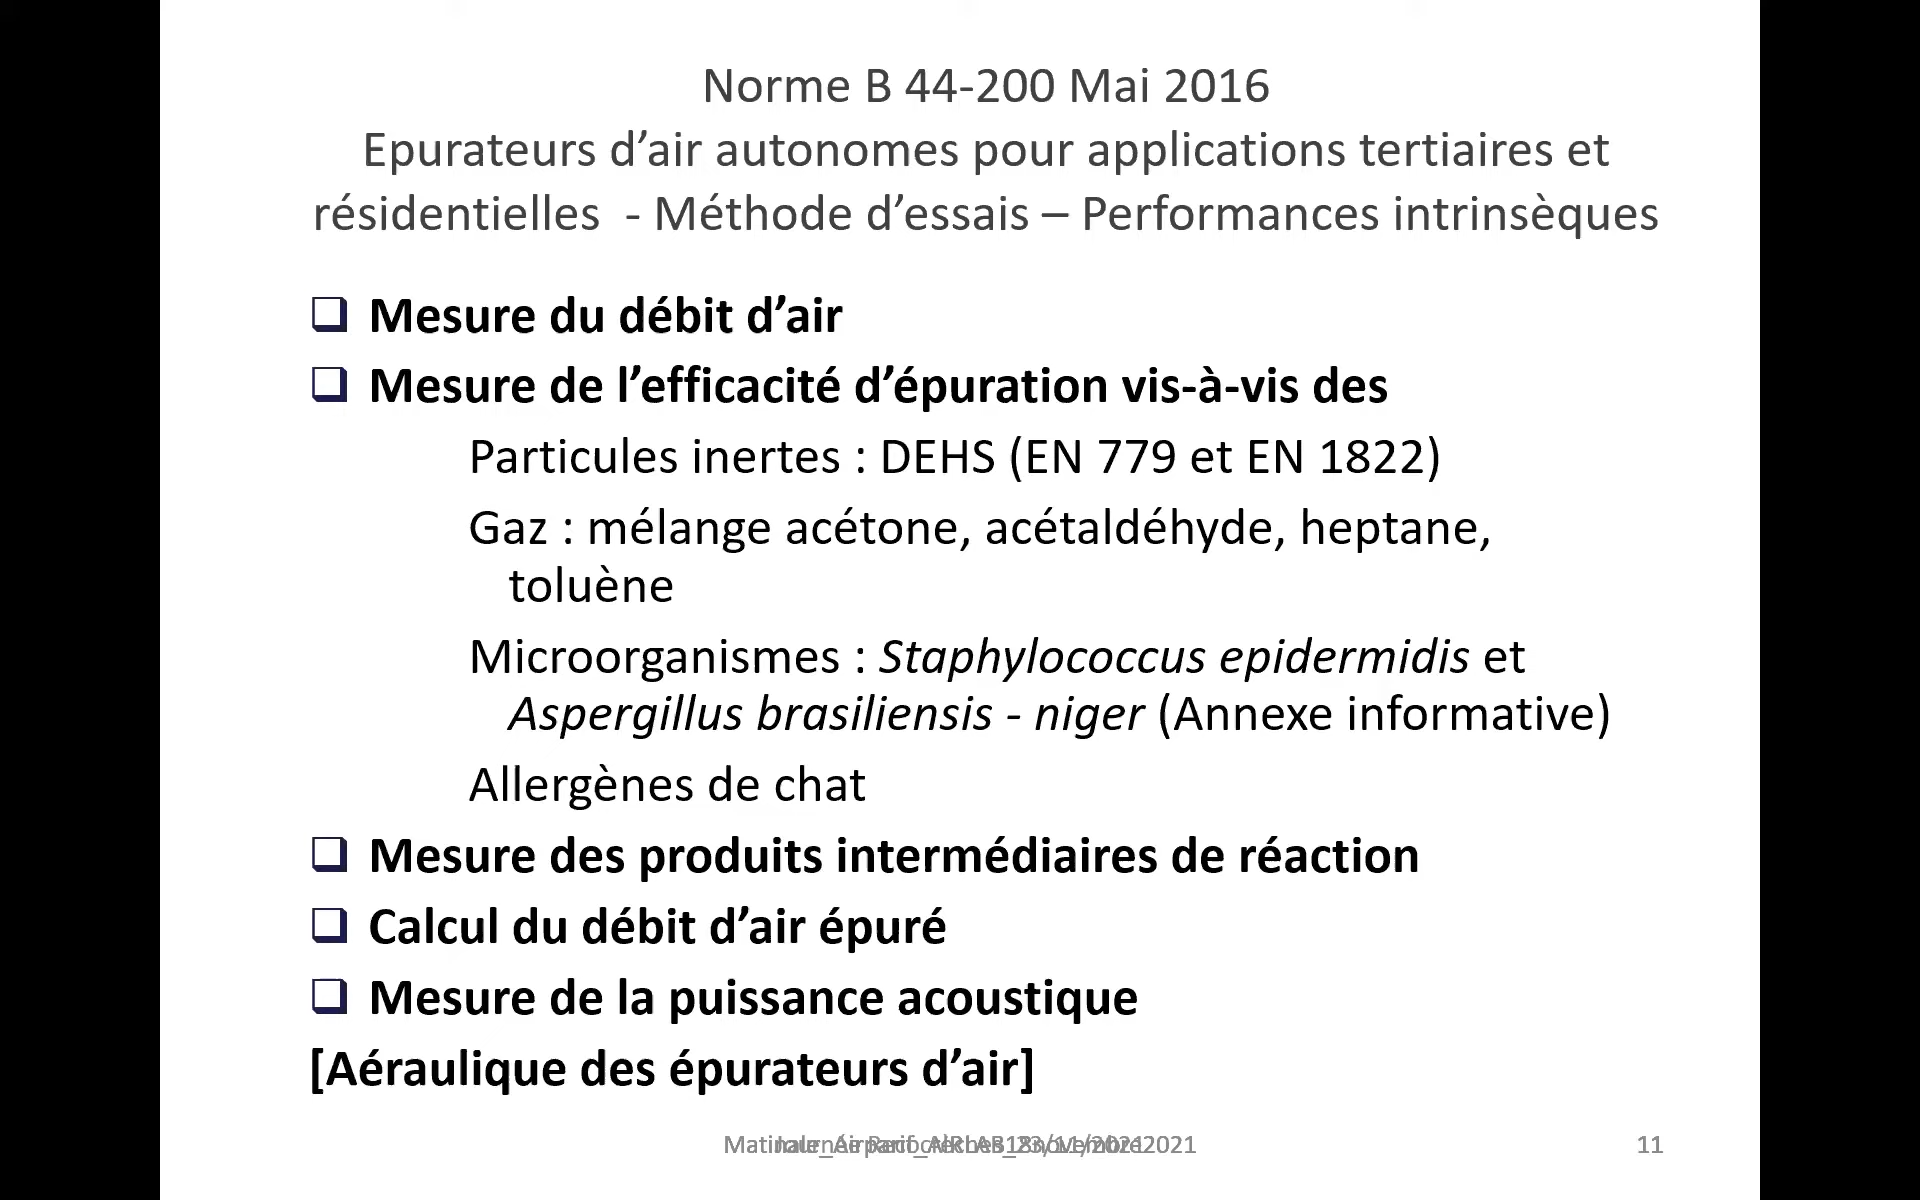 Norme B 44-200 Mai 2016
Epurateurs d’air autonomes pour applications tertiaires et
résidentielles - Méthode d’essais – Performances intrinsèques
Mesure du débit d’air
Mesure de l’efficacité d’épuration vis-à-vis des
Particules inertes : DEHS (EN 779 et EN 1822)
Gaz : mélange acétone, acétaldéhyde, heptane,
toluène
Microorganismes : Staphylococcus epidermidis et
Aspergillus brasiliensis - niger (Annexe informative)
Allergènes de chat
Mesure des produits intermédiaires de réaction
Calcul du débit d’air épuré
Mesure de la puissance acoustique
[Aéraulique des épurateurs d’air]
11